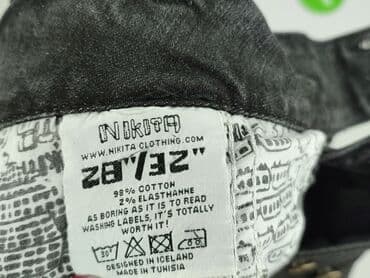 NIKITA
WWW.NIKITACLOTHING.COM
28"/32"
98% COTTON
2% ELASTHANNE
AS BORING AS IT IS TO READ
WASHING LABELS, IT'S TOTALLY
WORTH IT!
30°
DESIGNED IN ICELAND
MADE IN TUNISIA